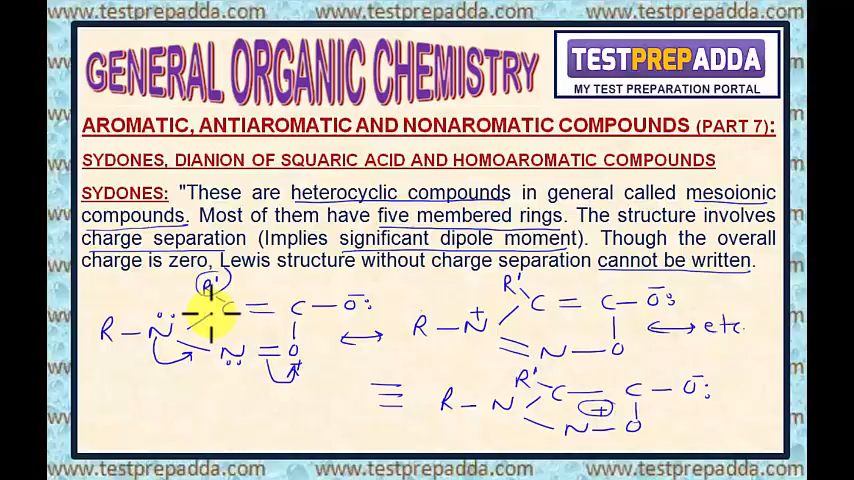 www.testprepadda.com www.testprepadda.com www.testprepadda.com
GENERAL ORGANIC CHEMISTRY
TESTPREPADDA
MY TEST PREPARATION PORTAL
AROMATIC, ANTIAROMATIC AND NONAROMATIC COMPOUNDS (PART 7):
SYDONES, DIANION OF SQUARIC ACID AND HOMOAROMATIC COMPOUNDS
SYDONES: "These are heterocyclic compounds in general called mesoionic
compounds. Most of them have five membered rings. The structure involves
charge separation (Implies significant dipole moment). Though the overall
charge is zero, Lewis structure without charge separation cannot be written.
R' R'
C = C – O⁻ C = C – O⁻
R – N R – N⁺ ↔ etc.
N = O⁺ N – O
R' C – C – O⁻
R – N +
N – O
www.testprepadda.com www.testprepadda.com www.testprepadda.com